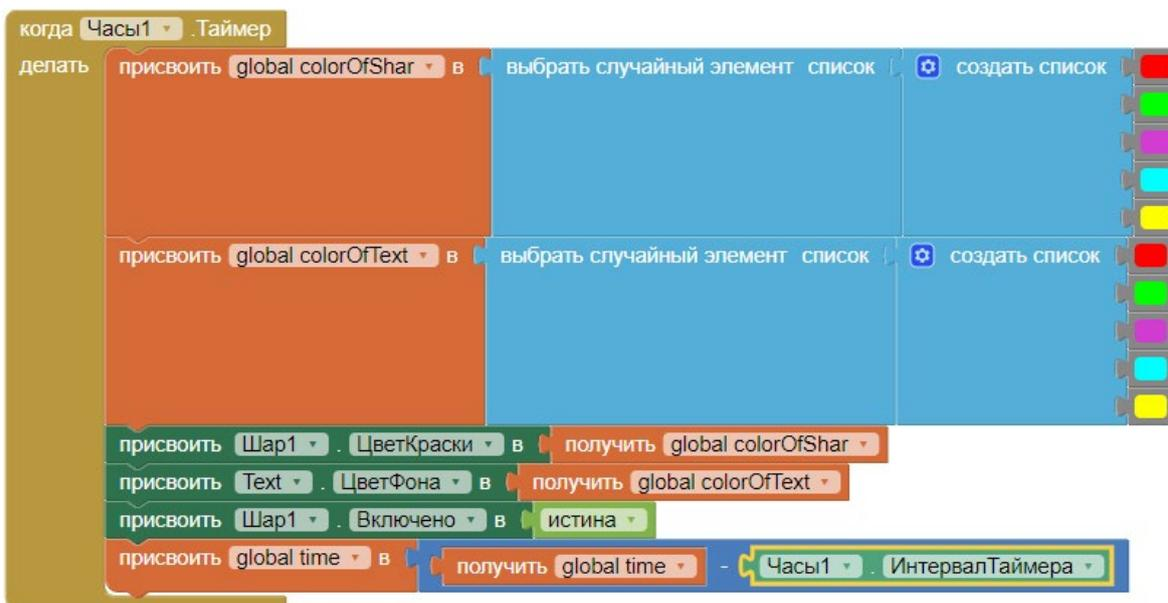 когда Часы1 .Таймер
делать присвоить global colorOfShar в выбрать случайный элемент список создать список
присвоить global colorOfText в выбрать случайный элемент список создать список
присвоить Шар1 . ЦветКраски в получить global colorOfShar
присвоить Text . ЦветФона в получить global colorOfText
присвоить Шар1 . Включено в истина
присвоить global time в получить global time - Часы1 . ИнтервалТаймера